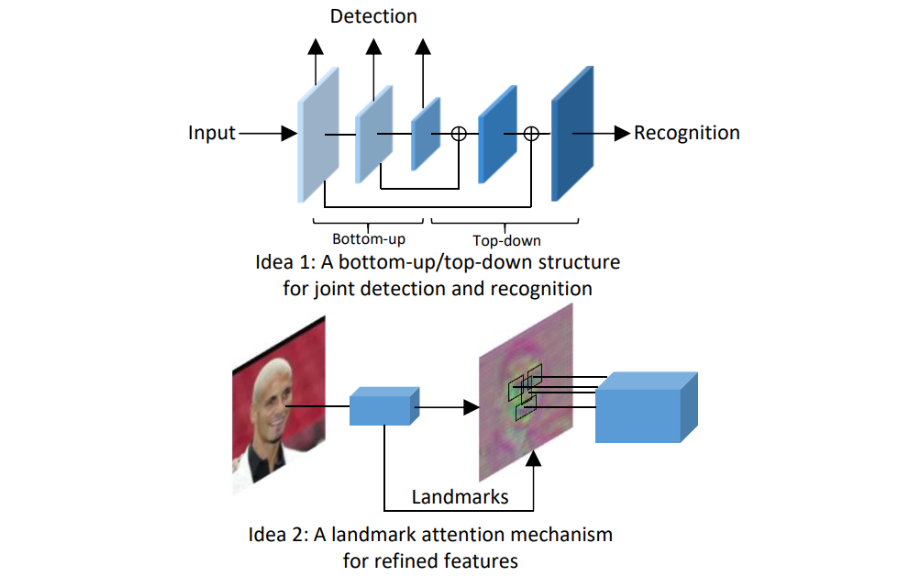 Detection
Input
Recognition
Bottom-up
Top-down
Idea 1: A bottom-up/top-down structure
for joint detection and recognition
Landmarks
Idea 2: A landmark attention mechanism
for refined features